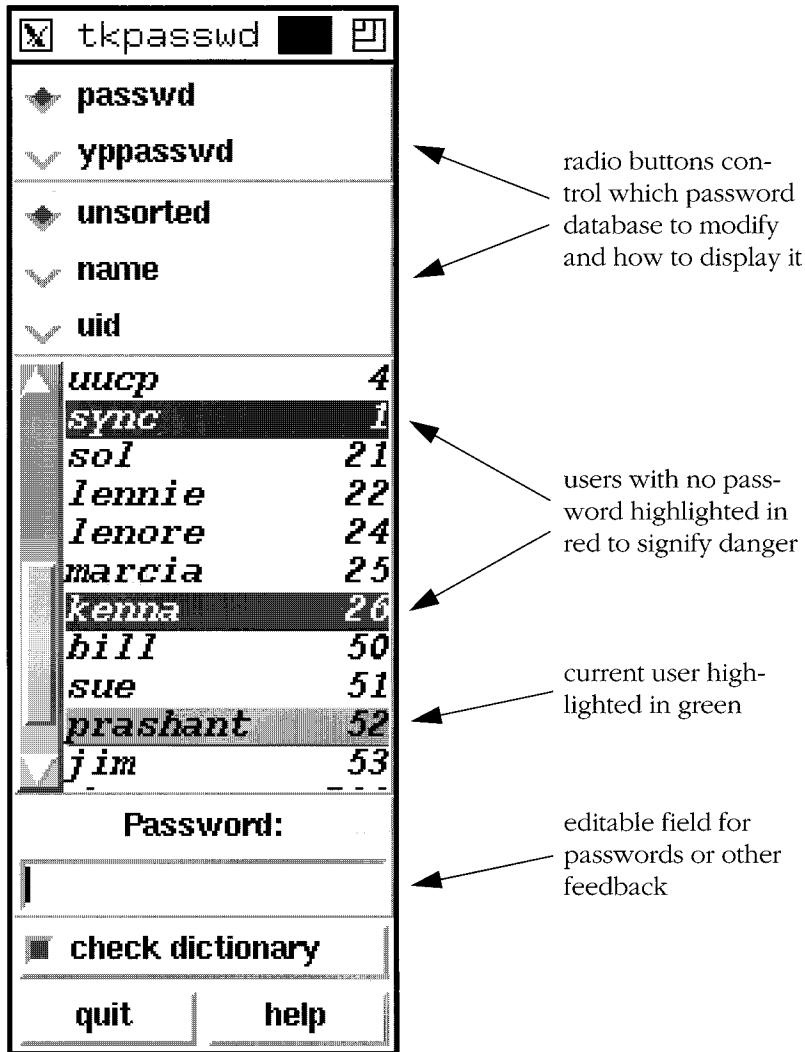 tkpasswd
passwd
yppasswd
radio buttons con-
trol which password
database to modify
and how to display it
unsorted
name
uid
uucp 4
sync 1
sol 21
lennie 22
lenore 24
marcia 25
kenna 26
bill 50
sue 51
prashant 52
jim 53
users with no pass-
word highlighted in
red to signify danger
current user high-
lighted in green
Password:
editable field for
passwords or other
feedback
check dictionary
quit help